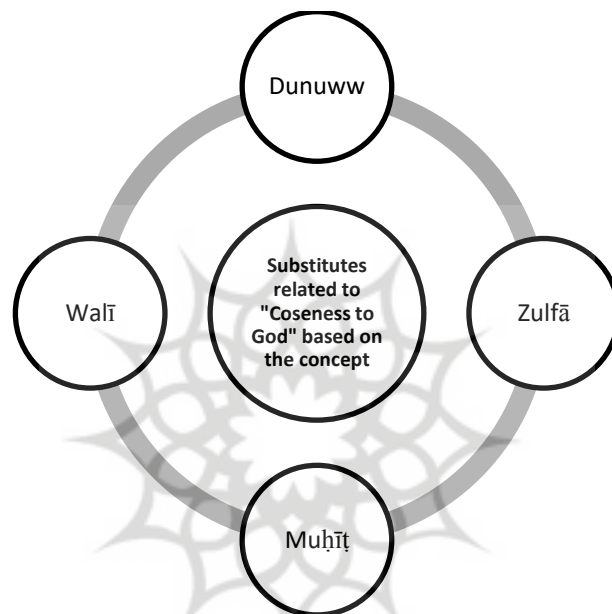 Dunuww
Walī
Substitutes
related to
"Coseness to
God" based on
the concept
Zulfā
Muḥīṭ